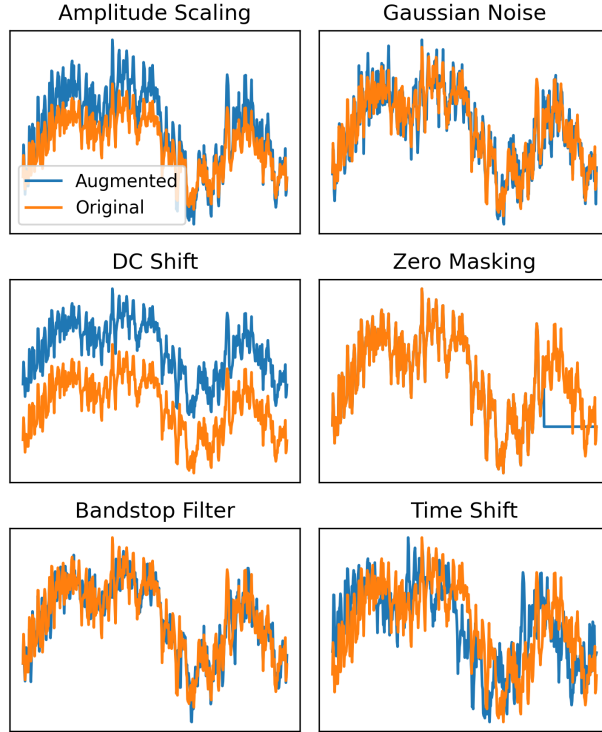 Amplitude Scaling
Gaussian Noise
Augmented
Original
DC Shift
Zero Masking
Bandstop Filter
Time Shift